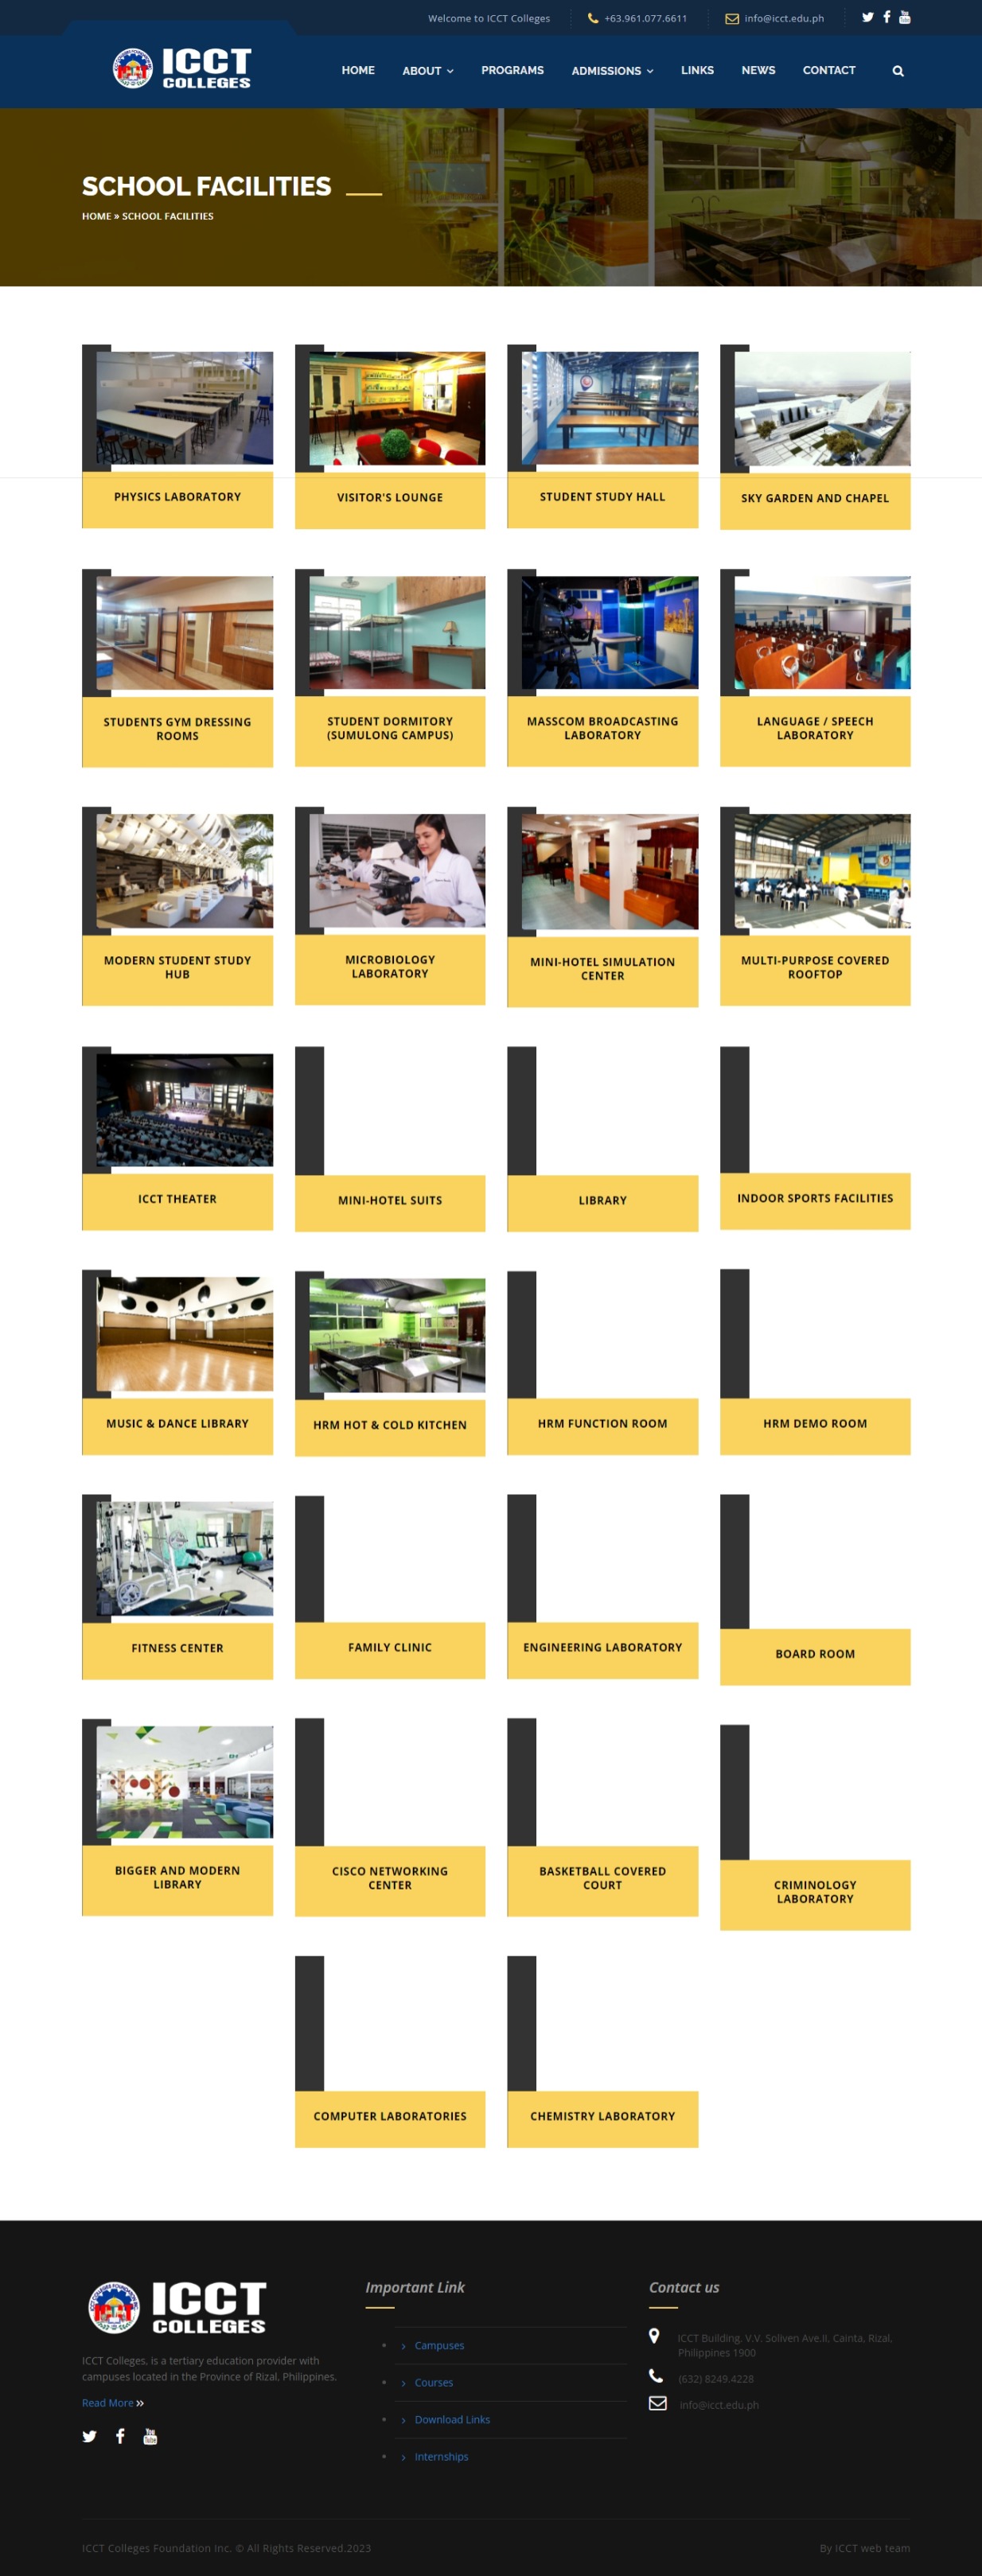 Welcome to ICCT Colleges
+63.961.077.6611
info@icct.edu.ph
ICCT
COLLEGES
HOME
ABOUT
PROGRAMS
ADMISSIONS
LINKS
NEWS
CONTACT
SCHOOL FACILITIES
HOME » SCHOOL FACILITIES
PHYSICS LABORATORY
VISITOR'S LOUNGE
STUDENT STUDY HALL
SKY GARDEN AND CHAPEL
STUDENTS GYM DRESSING
ROOMS
STUDENT DORMITORY
(SUMULONG CAMPUS)
MASSCOM BROADCASTING
LABORATORY
LANGUAGE / SPEECH
LABORATORY
MODERN STUDENT STUDY
HUB
MICROBIOLOGY
LABORATORY
MINI-HOTEL SIMULATION
CENTER
MULTI-PURPOSE COVERED
ROOFTOP
ICCT THEATER
MINI-HOTEL SUITS
LIBRARY
INDOOR SPORTS FACILITIES
MUSIC & DANCE LIBRARY
HRM HOT & COLD KITCHEN
HRM FUNCTION ROOM
HRM DEMO ROOM
FITNESS CENTER
FAMILY CLINIC
ENGINEERING LABORATORY
BOARD ROOM
BIGGER AND MODERN
LIBRARY
CISCO NETWORKING
CENTER
BASKETBALL COVERED
COURT
CRIMINOLOGY
LABORATORY
COMPUTER LABORATORIES
CHEMISTRY LABORATORY
ICCT
COLLEGES
ICCT Colleges, is a tertiary education provider with
campuses located in the Province of Rizal, Philippines.
Read More »
Important Link
Campuses
Courses
Download Links
Internships
Contact us
ICCT Building. V.V. Soliven Ave.II, Cainta, Rizal,
Philippines 1900
(632) 8249.4228
info@icct.edu.ph
ICCT Colleges Foundation Inc. © All Rights Reserved.2023
By ICCT web team